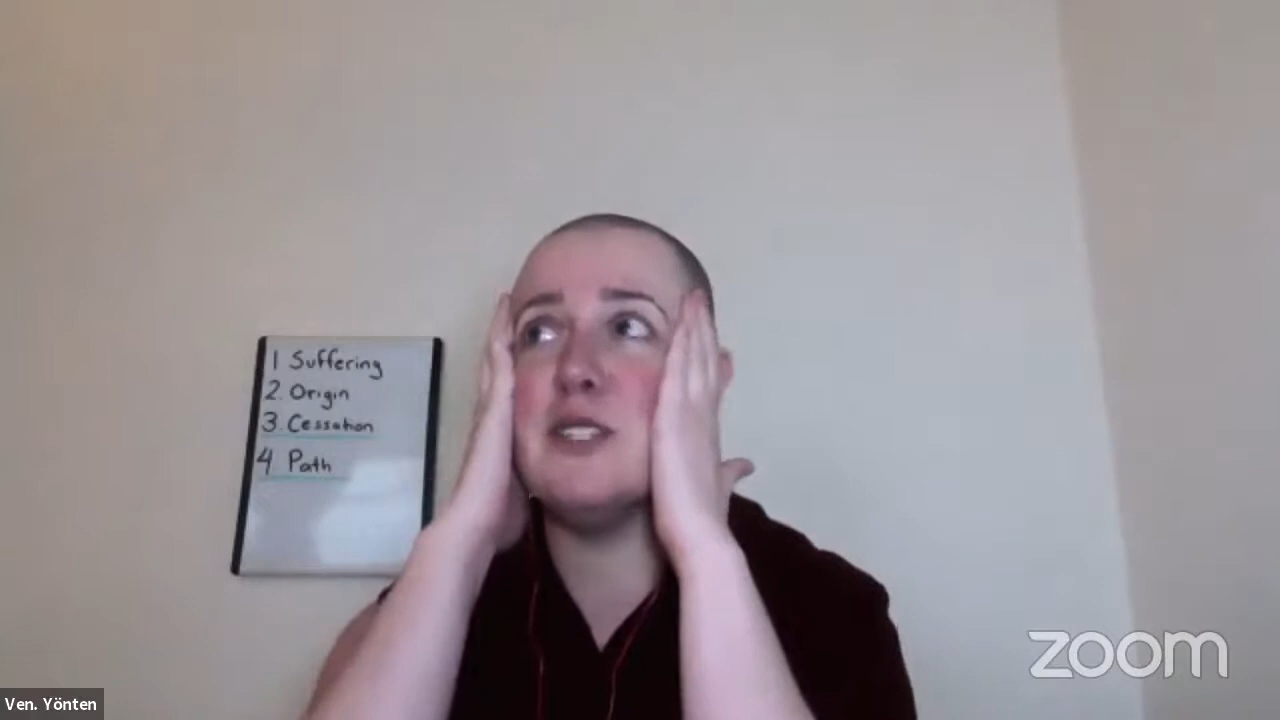 1 Suffering
2. Origin
3. Cessation
4 Path
zoom
Ven. Yönten